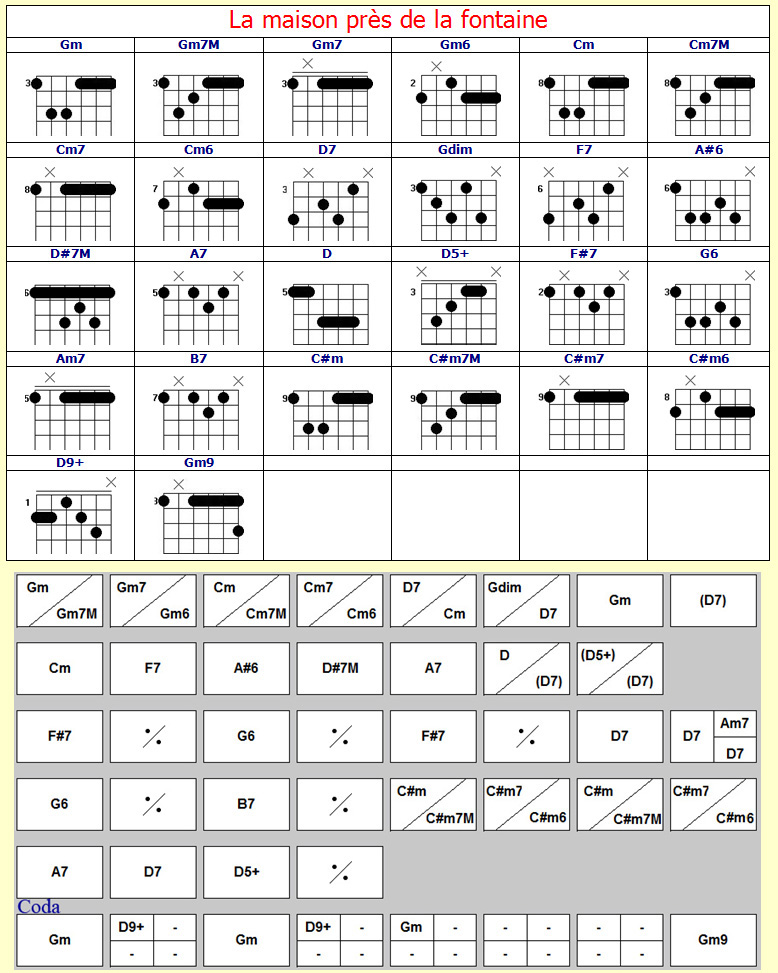 La maison près de la fontaine
Gm Gm7M Gm7 Gm6 Cm Cm7M
3 3 3 2 8 8
Cm7 Cm6 D7 Gdim F7 A#6
8 7 3 3 6 6
D#7M A7 D D5+ F#7 G6
6 5 5 3 2 3
Am7 B7 C#m C#m7M C#m7 C#m6
5 7 9 9 9 8
D9+ Gm9
1 3
Gm Gm7M Gm7 Gm6 Cm Cm7M Cm7 Cm6 D7 Cm Gdim D7 Gm (D7)
Cm F7 A#6 D#7M A7 D (D7) (D5+) (D7)
F#7 G6 F#7 D7 D7 Am7 D7
G6 B7 C#m C#m7M C#m7 C#m6 C#m C#m7M C#m7 C#m6
A7 D7 D5+
Coda
Gm D9+ - - - Gm D9+ - - - Gm - - - - - - - - - - - Gm9